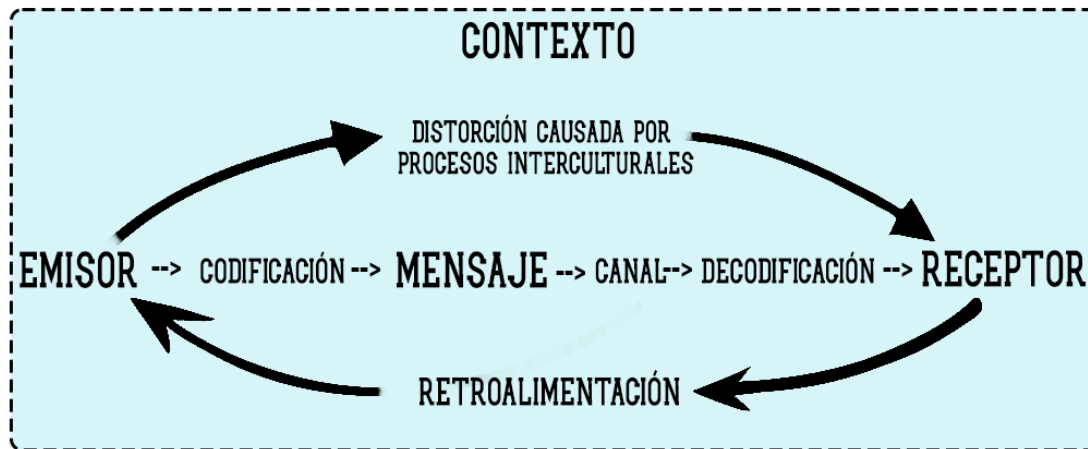 CONTEXTO
DISTORCIÓN CAUSADA POR
PROCESOS INTERCULTURALES
EMISOR --> CODIFICACIÓN --> MENSAJE --> CANAL--> DECODIFICACIÓN --> RECEPTOR
RETROALIMENTACIÓN